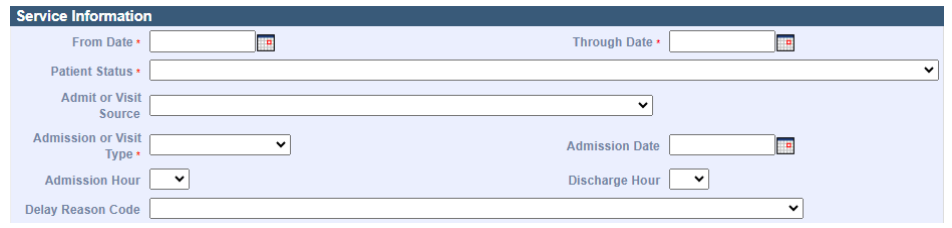 Service Information
From Date • Through Date •
Patient Status •
Admit or Visit
Source
Admission or Visit
Type • Admission Date
Admission Hour Discharge Hour
Delay Reason Code